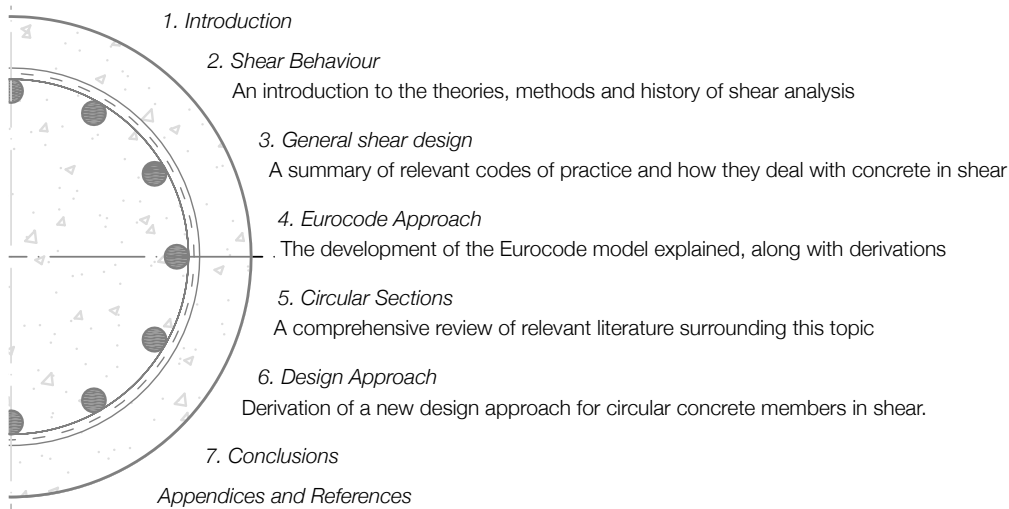 1. Introduction
2. Shear Behaviour
An introduction to the theories, methods and history of shear analysis
3. General shear design
A summary of relevant codes of practice and how they deal with concrete in shear
4. Eurocode Approach
The development of the Eurocode model explained, along with derivations
5. Circular Sections
A comprehensive review of relevant literature surrounding this topic
6. Design Approach
Derivation of a new design approach for circular concrete members in shear.
7. Conclusions
Appendices and References